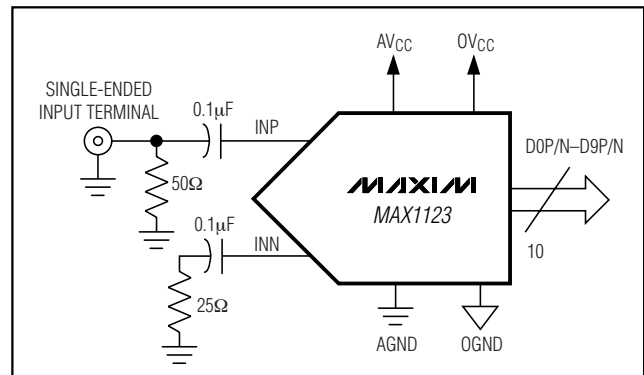 AVCC
OVCC
SINGLE-ENDED
INPUT TERMINAL
0.1μF
INP
D0P/N–D9P/N
50Ω
MAXIM
MAX1123
0.1μF
INN
10
25Ω
AGND
OGND